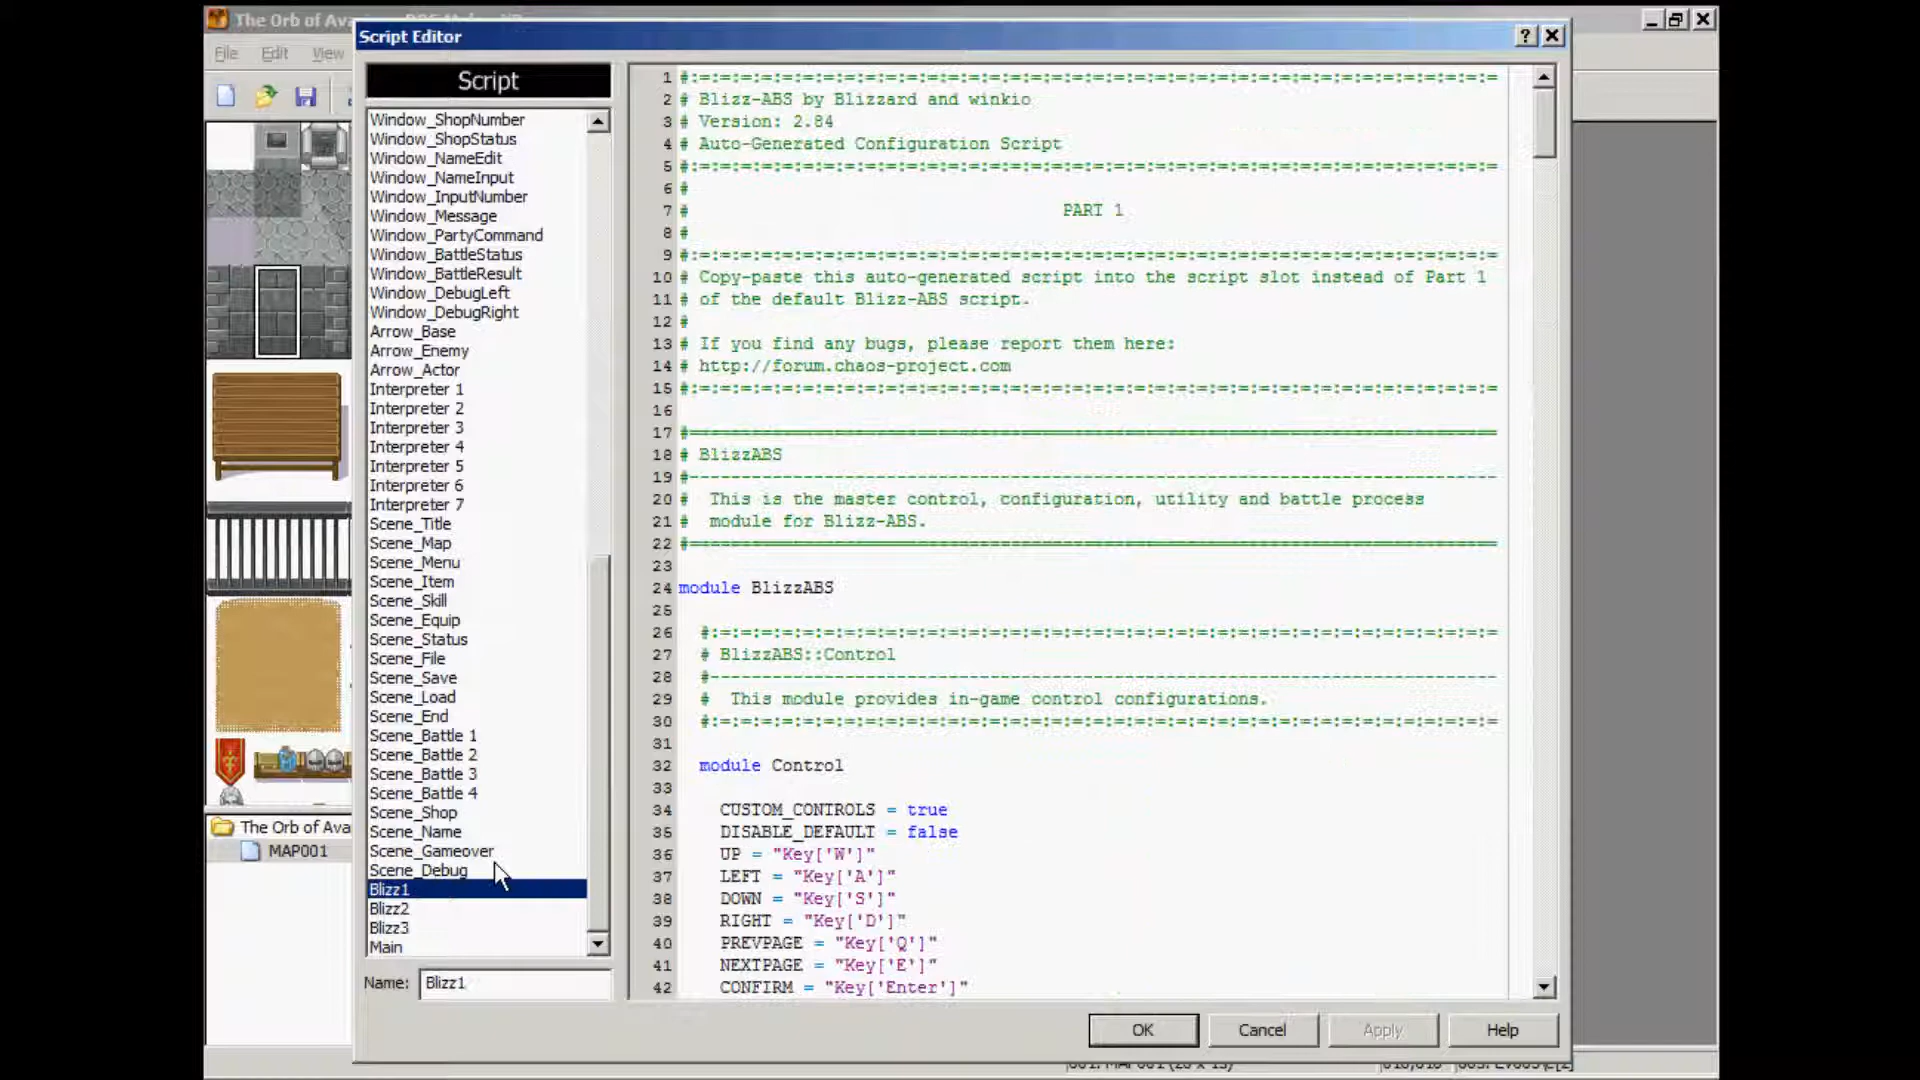 The Orb of Ava
File Edit View
Script Editor
Script
Window_ShopNumber
Window_ShopStatus
Window_NameEdit
Window_NameInput
Window_InputNumber
Window_Message
Window_PartyCommand
Window_BattleStatus
Window_BattleResult
Window_DebugLeft
Window_DebugRight
Arrow_Base
Arrow_Enemy
Arrow_Actor
Interpreter 1
Interpreter 2
Interpreter 3
Interpreter 4
Interpreter 5
Interpreter 6
Interpreter 7
Scene_Title
Scene_Map
Scene_Menu
Scene_Item
Scene_Skill
Scene_Equip
Scene_Status
Scene_File
Scene_Save
Scene_Load
Scene_End
Scene_Battle 1
Scene_Battle 2
Scene_Battle 3
Scene_Battle 4
Scene_Shop
Scene_Name
Scene_Gameover
Scene_Debug
Blizz1
Blizz2
Blizz3
Main
Name: Blizz1
The Orb of Ava
MAP001
1 #:=:=:=:=:=:=:=:=:=:=:=:=:=:=:=:=:=:=:=:=:=:=:=:=:=:=:=:=:=:=:=:=:=:=:=:=:=:=:=
2 # Blizz-ABS by Blizzard and winkio
3 # Version: 2.84
4 # Auto-Generated Configuration Script
5 #:=:=:=:=:=:=:=:=:=:=:=:=:=:=:=:=:=:=:=:=:=:=:=:=:=:=:=:=:=:=:=:=:=:=:=:=:=:=:=
6 #
7 # PART 1
8 #
9 #:=:=:=:=:=:=:=:=:=:=:=:=:=:=:=:=:=:=:=:=:=:=:=:=:=:=:=:=:=:=:=:=:=:=:=:=:=:=:=
10 # Copy-paste this auto-generated script into the script slot instead of Part 1
11 # of the default Blizz-ABS script.
12 #
13 # If you find any bugs, please report them here:
14 # http://forum.chaos-project.com
15 #:=:=:=:=:=:=:=:=:=:=:=:=:=:=:=:=:=:=:=:=:=:=:=:=:=:=:=:=:=:=:=:=:=:=:=:=:=:=:=
16
17 #==============================================================================
18 # BlizzABS
19 #------------------------------------------------------------------------------
20 # This is the master control, configuration, utility and battle process
21 # module for Blizz-ABS.
22 #==============================================================================
23
24 module BlizzABS
25
26 #:=:=:=:=:=:=:=:=:=:=:=:=:=:=:=:=:=:=:=:=:=:=:=:=:=:=:=:=:=:=:=:=:=:=:=:=:=:=
27 # BlizzABS::Control
28 #----------------------------------------------------------------------------
29 # This module provides in-game control configurations.
30 #:=:=:=:=:=:=:=:=:=:=:=:=:=:=:=:=:=:=:=:=:=:=:=:=:=:=:=:=:=:=:=:=:=:=:=:=:=:=
31
32 module Control
33
34 CUSTOM_CONTROLS = true
35 DISABLE_DEFAULT = false
36 UP = "Key['W']"
37 LEFT = "Key['A']"
38 DOWN = "Key['S']"
39 RIGHT = "Key['D']"
40 PREVPAGE = "Key['Q']"
41 NEXTPAGE = "Key['E']"
42 CONFIRM = "Key['Enter']"
OK Cancel Apply Help